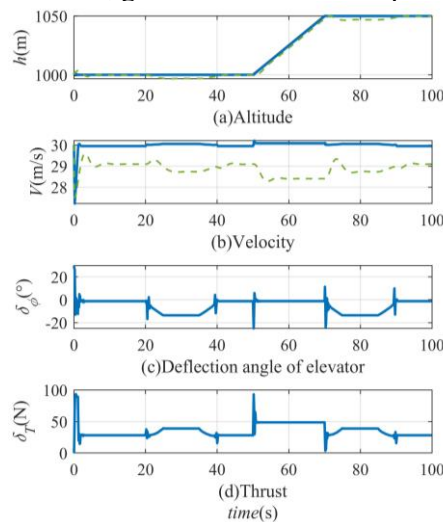 1050
h(m)
1000
0 20 40 60 80 100
(a)Altitude
30
V(m/s)
29
28
0 20 40 60 80 100
(b)Velocity
20
δϕ(°)
0
-20
0 20 40 60 80 100
(c)Deflection angle of elevator
100
δT(N)
50
0
0 20 40 60 80 100
(d)Thrust
time(s)